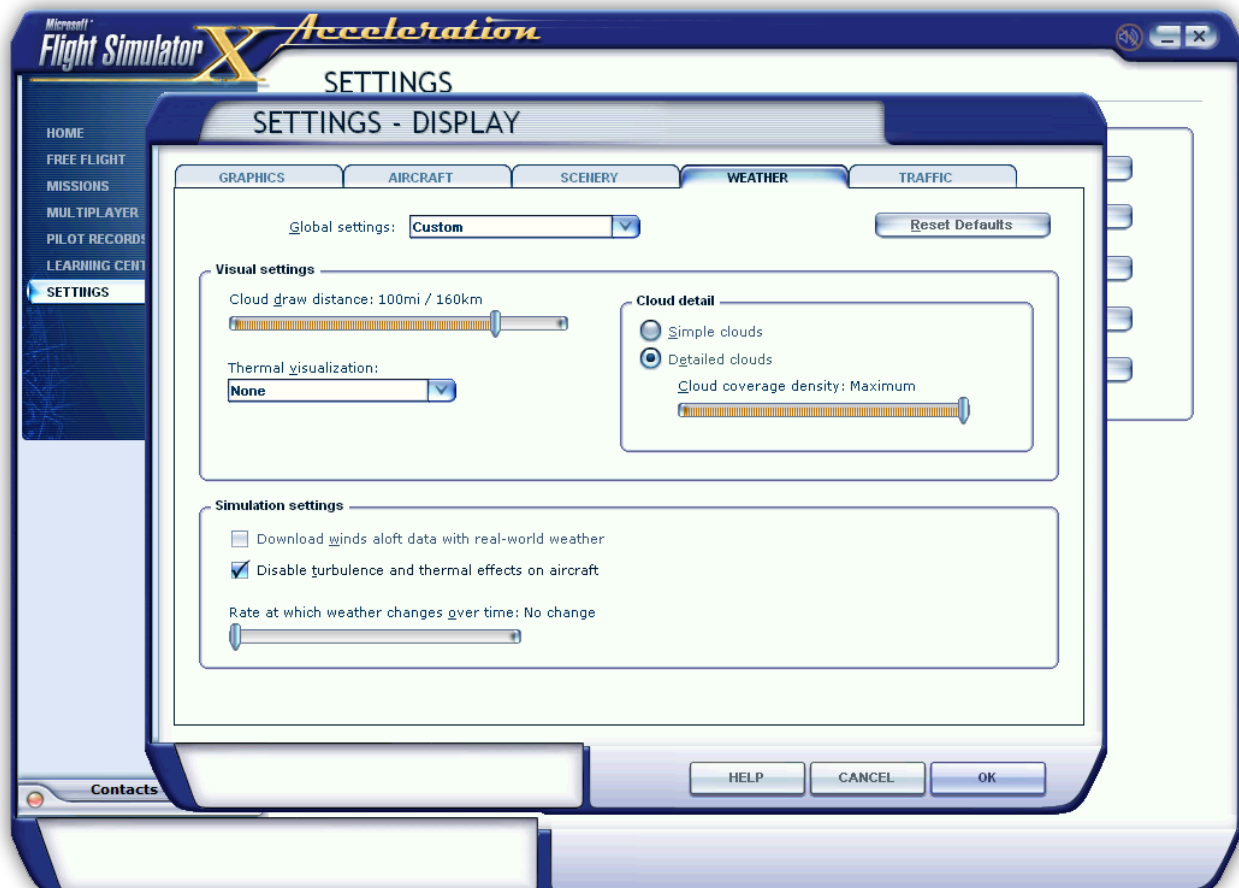 Microsoft
Flight Simulator X
Acceleration
SETTINGS
SETTINGS - DISPLAY
HOME
FREE FLIGHT
MISSIONS
MULTIPLAYER
PILOT RECORDS
LEARNING CENT
SETTINGS
GRAPHICS AIRCRAFT SCENERY WEATHER TRAFFIC
Global settings: Custom Reset Defaults
Visual settings
Cloud draw distance: 100mi / 160km
Thermal visualization:
None
Cloud detail
Simple clouds
Detailed clouds
Cloud coverage density: Maximum
Simulation settings
Download winds aloft data with real-world weather
Disable turbulence and thermal effects on aircraft
Rate at which weather changes over time: No change
HELP CANCEL OK
Contacts